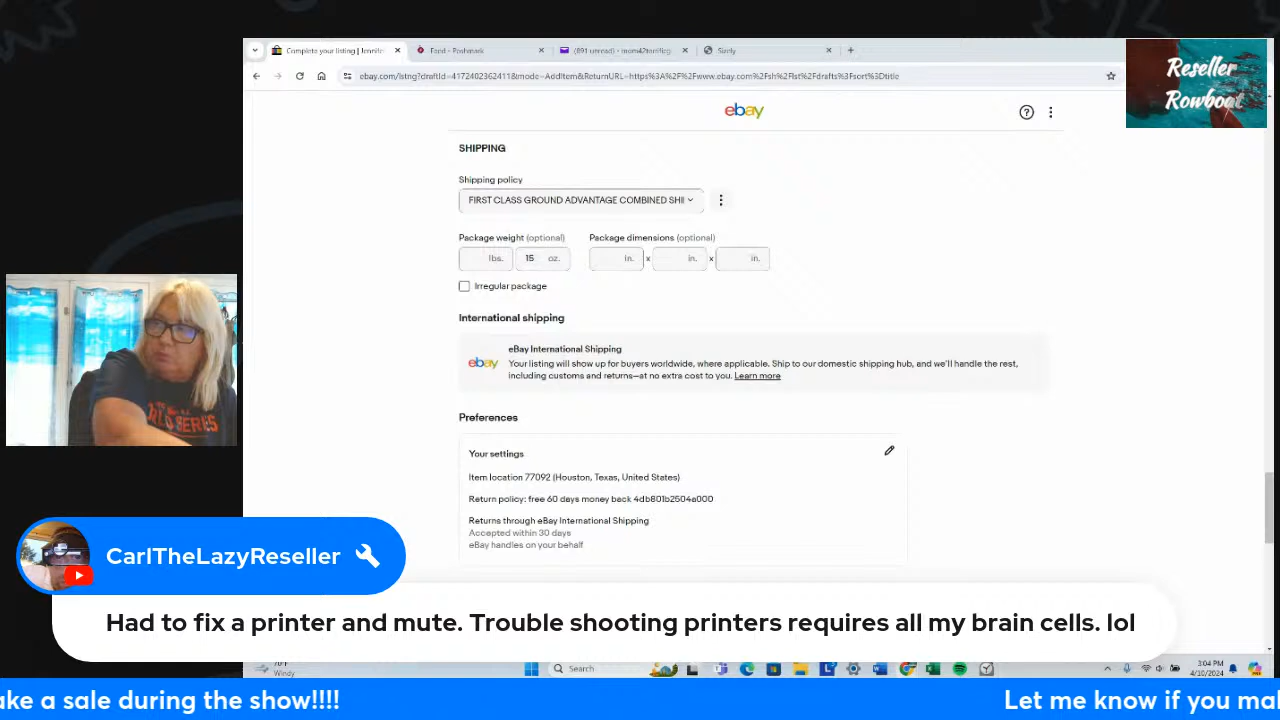 Complete your listing | Jennife
Feed - Poshmark
(891 unread) - mom42terrificg
Simly
ebay.com/lstng?draftId=4172402362411&mode=AddItem&ReturnURL=https%3A%2F%2Fwww.ebay.com%2Fsh%2Flst%2Fdrafts%3Fsort%3Dtitle
Reseller
Rowboat
ebay
SHIPPING
Shipping policy
FIRST CLASS GROUND ADVANTAGE COMBINED SHI
Package weight (optional)
Package dimensions (optional)
lbs. 15 oz. in. x in. x in.
Irregular package
International shipping
ebay
eBay International Shipping
Your listing will show up for buyers worldwide, where applicable. Ship to our domestic shipping hub, and we'll handle the rest,
including customs and returns—at no extra cost to you. Learn more
Preferences
Your settings
Item location 77092 (Houston, Texas, United States)
Return policy: free 60 days money back 4db801b2504a000
Returns through eBay International Shipping
Accepted within 30 days
eBay handles on your behalf
CarlTheLazyReseller
Had to fix a printer and mute. Trouble shooting printers requires all my brain cells. lol
Windy
Search
3:04 PM
4/10/2024
ake a sale during the show!!!!
Let me know if you mal